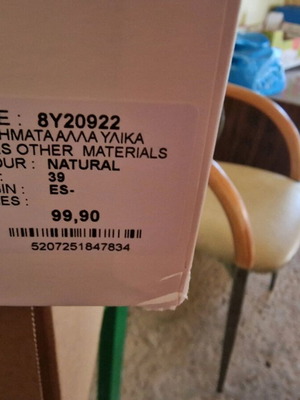 E : 8Y20922
ΗΜΑΤΑ ΑΛΛΑ ΥΛΙΚΑ
S OTHER MATERIALS
OUR : NATURAL
: 39
IN : ES-
ES :
99,90
5207251847834